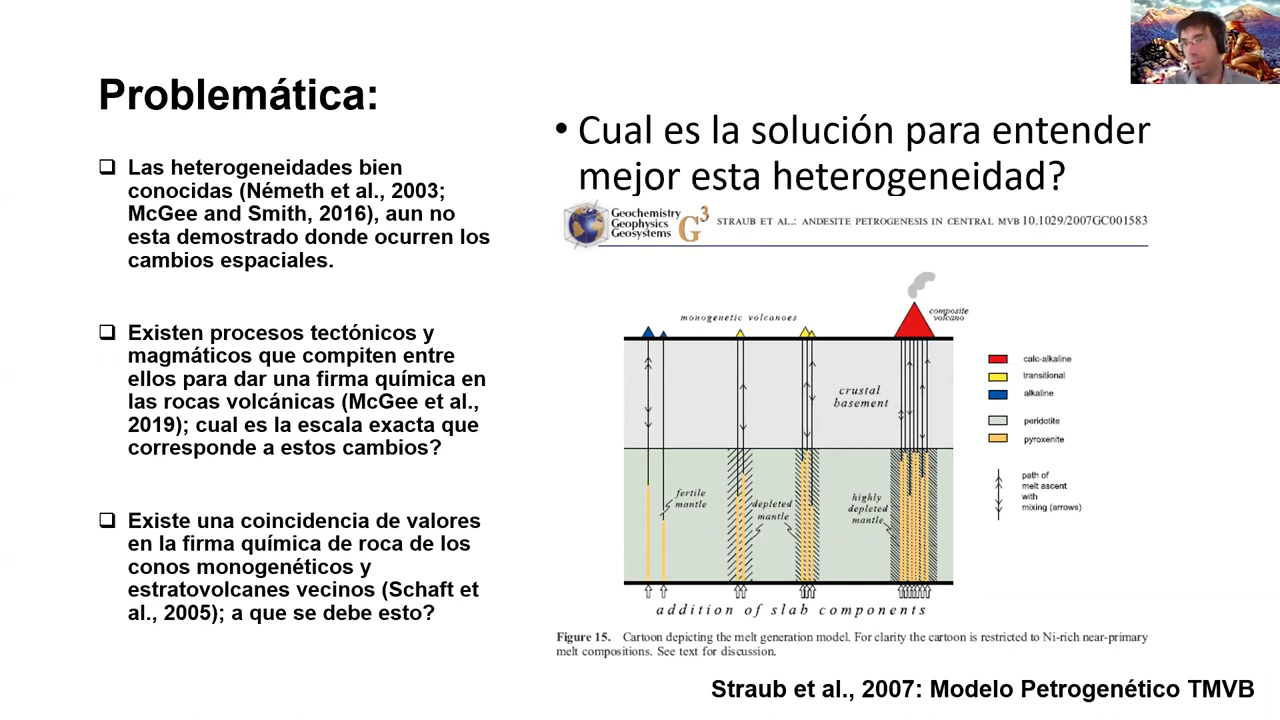 Problemática:
❑ Las heterogeneidades bien
conocidas (Németh et al., 2003;
McGee and Smith, 2016), aun no
esta demostrado donde ocurren los
cambios espaciales.
❑ Existen procesos tectónicos y
magmáticos que compiten entre
ellos para dar una firma química en
las rocas volcánicas (McGee et al.,
2019); cual es la escala exacta que
corresponde a estos cambios?
❑ Existe una coincidencia de valores
en la firma química de roca de los
conos monogenéticos y
estratovolcanes vecinos (Schaft et
al., 2005); a que se debe esto?
• Cual es la solución para entender
mejor esta heterogeneidad?
Geochemistry
Geophysics
Geosystems
G3
STRAUB ET AL.: ANDESITE PETROGENESIS IN CENTRAL MVB 10.1029/2007GC001583
monogenetic volcanoes
composite
volcano
crustal
basement
fertile
mantle
depleted
mantle
highly
depleted
mantle
addition of slab components
calc-alkaline
transitional
alkaline
peridotite
pyroxenite
path of
melt ascent
with
mixing (arrows)
Figure 15. Cartoon depicting the melt generation model. For clarity the cartoon is restricted to Ni-rich near-primary
melt compositions. See text for discussion.
Straub et al., 2007: Modelo Petrogenético TMVB